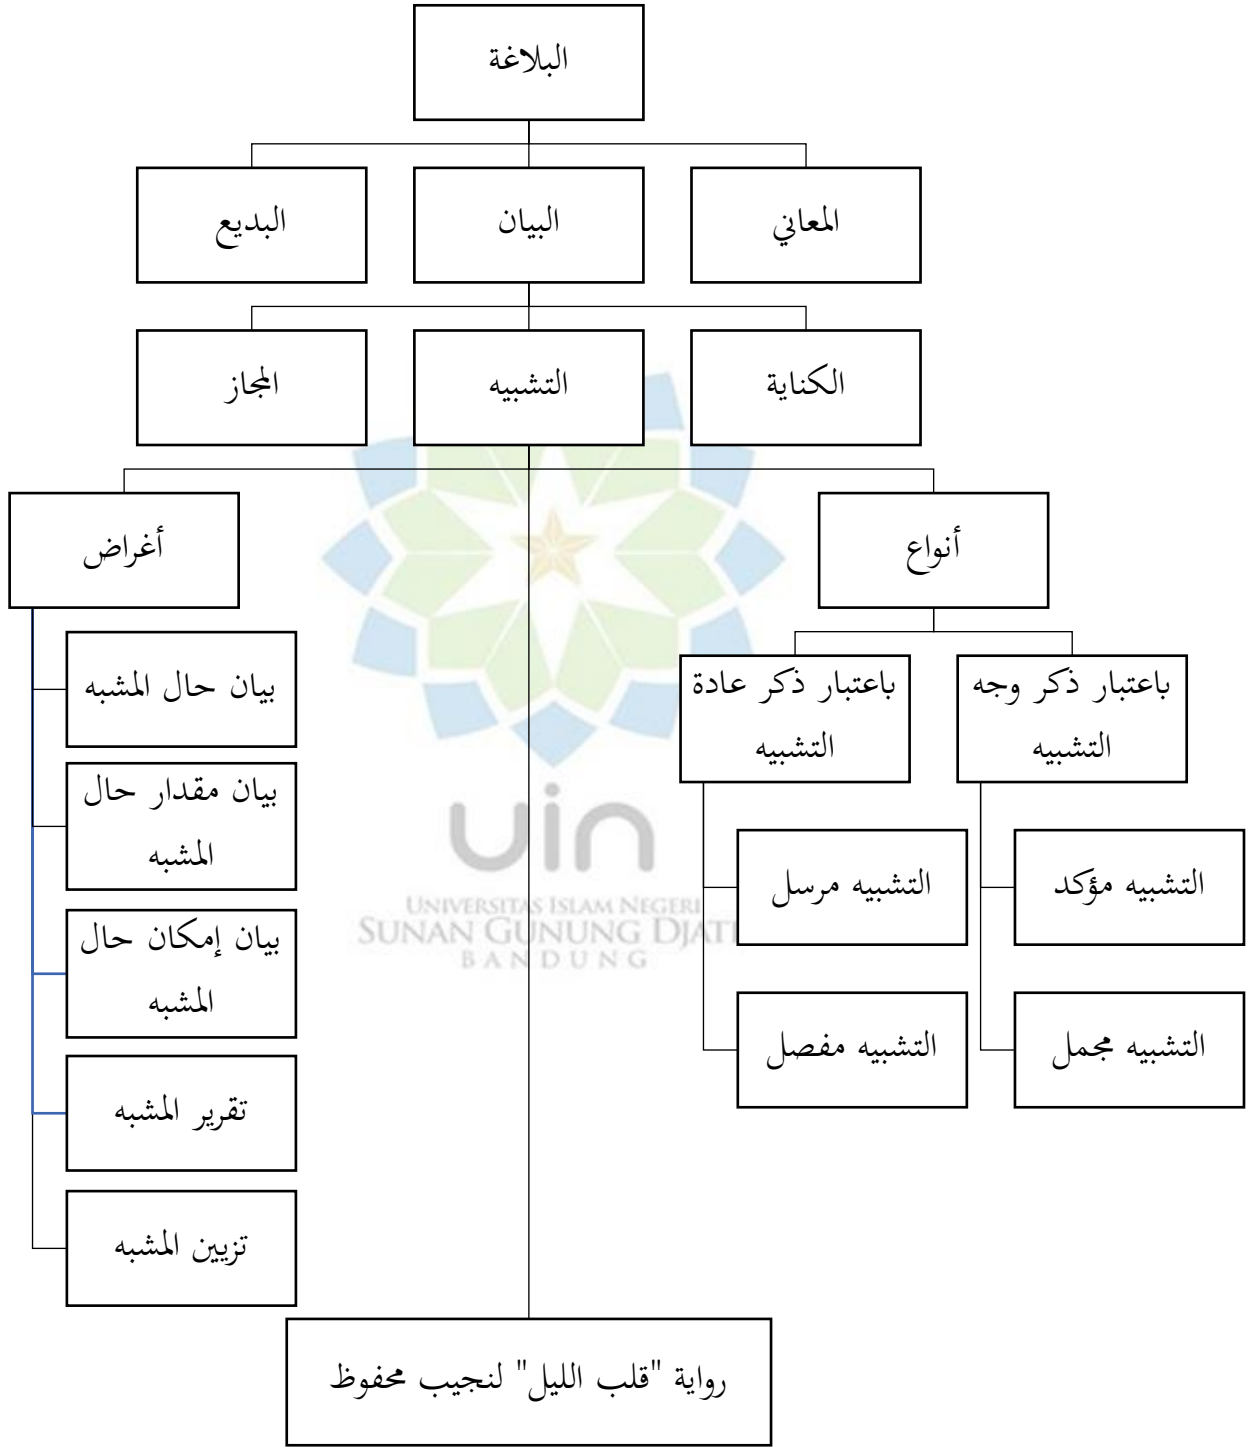 البلاغة
المعاني
البيان
البديع
الكناية
التشبيه
المجاز
أنواع
أغراض
باعتبار ذكر وجه
التشبيه
باعتبار ذكر عادة
التشبيه
التشبيه مؤكد
التشبيه مجمل
التشبيه مرسل
التشبيه مفصل
بيان حال المشبه
بيان مقدار حال
المشبه
بيان إمكان حال
المشبه
تقرير المشبه
تزيين المشبه
رواية "قلب الليل" لنجيب محفوظ
uin
UNIVERSITAS ISLAM NEGERI
SUNAN GUNUNG DJATI
BANDUNG